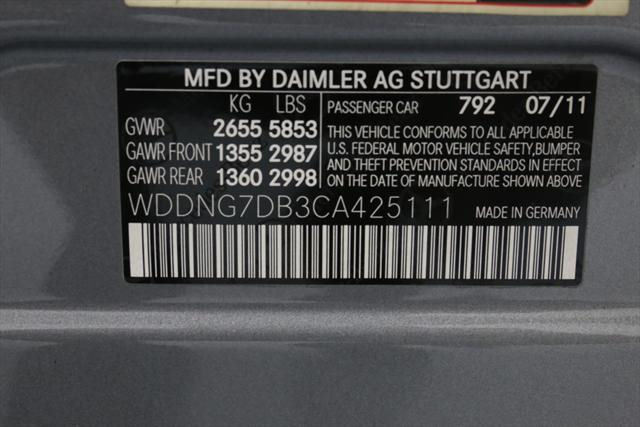 MFD BY DAIMLER AG STUTTGART
KG LBS PASSENGER CAR 792 07/11
GVWR 2655 5853 THIS VEHICLE CONFORMS TO ALL APPLICABLE
U.S. FEDERAL MOTOR VEHICLE SAFETY,BUMPER
GAWR FRONT 1355 2987 AND THEFT PREVENTION STANDARDS IN EFFECT
GAWR REAR 1360 2998 ON THE DATE OF MANUFACTURE SHOWN ABOVE
WDDNG7DB3CA425111 MADE IN GERMANY